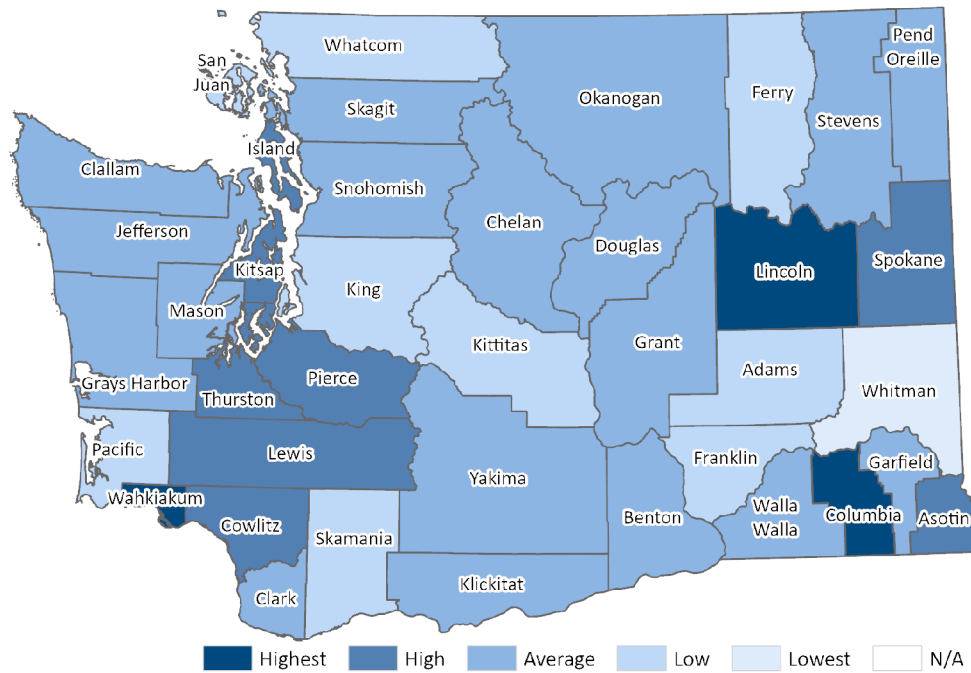 Whatcom
San
Juan
Skagit
Island
Okanogan
Ferry
Pend
Oreille
Stevens
Clallam
Snohomish
Chelan
Jefferson
Douglas
Kitsap
King
Lincoln
Spokane
Mason
Kittitas
Grant
Adams
Grays Harbor
Thurston
Pierce
Whitman
Pacific
Lewis
Yakima
Franklin
Garfield
Wahkiakum
Cowlitz
Skamania
Benton
Walla
Walla
Columbia
Asotin
Clark
Klickitat
Highest
High
Average
Low
Lowest
N/A